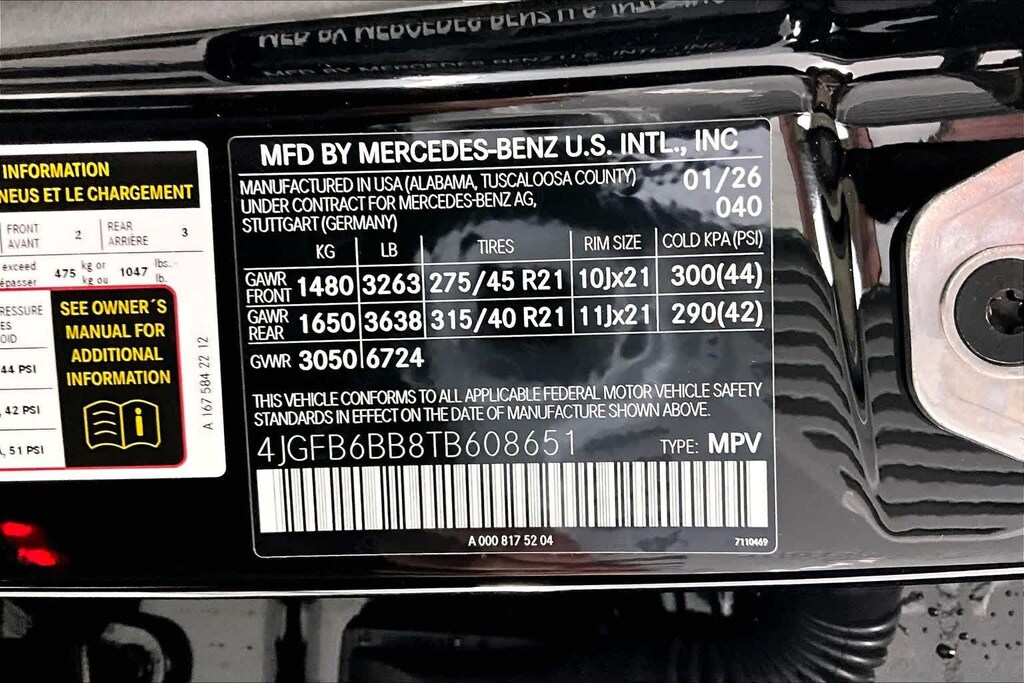 INFORMATION
NEUS ET LE CHARGEMENT
FRONT AVANT 2 REAR ARRIÈRE 3
exceed 475 kg or kg ou 1047 lbs. lb.
SEE OWNER´S
MANUAL FOR
ADDITIONAL
INFORMATION
44 PSI
42 PSI
51 PSI
A 167 584 22 12
MFD BY MERCEDES-BENZ U.S. INTL., INC
MANUFACTURED IN USA (ALABAMA, TUSCALOOSA COUNTY) 01/26
UNDER CONTRACT FOR MERCEDES-BENZ AG, 040
STUTTGART (GERMANY)
KG LB TIRES RIM SIZE COLD KPA (PSI)
GAWR FRONT 1480 3263 275/45 R21 10Jx21 300(44)
GAWR REAR 1650 3638 315/40 R21 11Jx21 290(42)
GVWR 3050 6724
THIS VEHICLE CONFORMS TO ALL APPLICABLE FEDERAL MOTOR VEHICLE SAFETY
STANDARDS IN EFFECT ON THE DATE OF MANUFACTURE SHOWN ABOVE.
4JGFB6BB8TB608651 TYPE: MPV
A 000 817 52 04 7110469